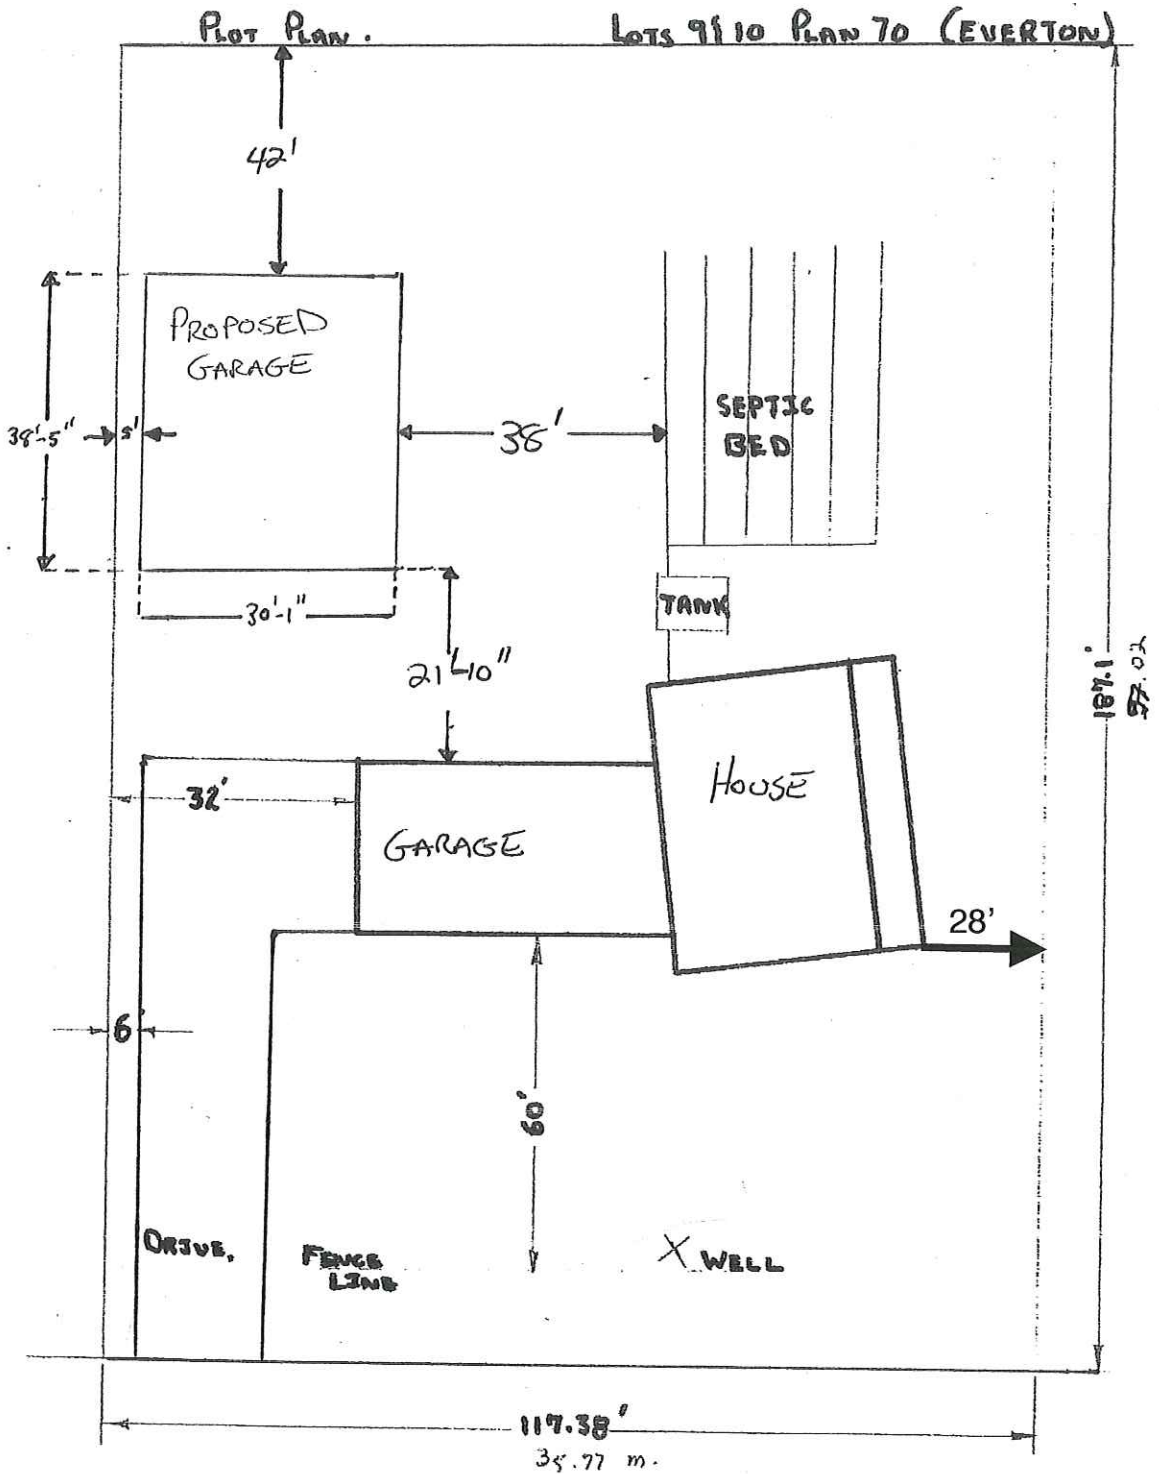 PLOT PLAN.
LOTS 9&10 PLAN 70 (EVERTON)
42'
PROPOSED
GARAGE
38'-5"
5'
38'
SEPTIC
BED
30'-1"
TANK
21'-10"
187.1'
57.02
32'
HOUSE
GARAGE
28'
6'
60'
DRIVE.
FENCE
LINE
X WELL
117.38'
35.77 m.